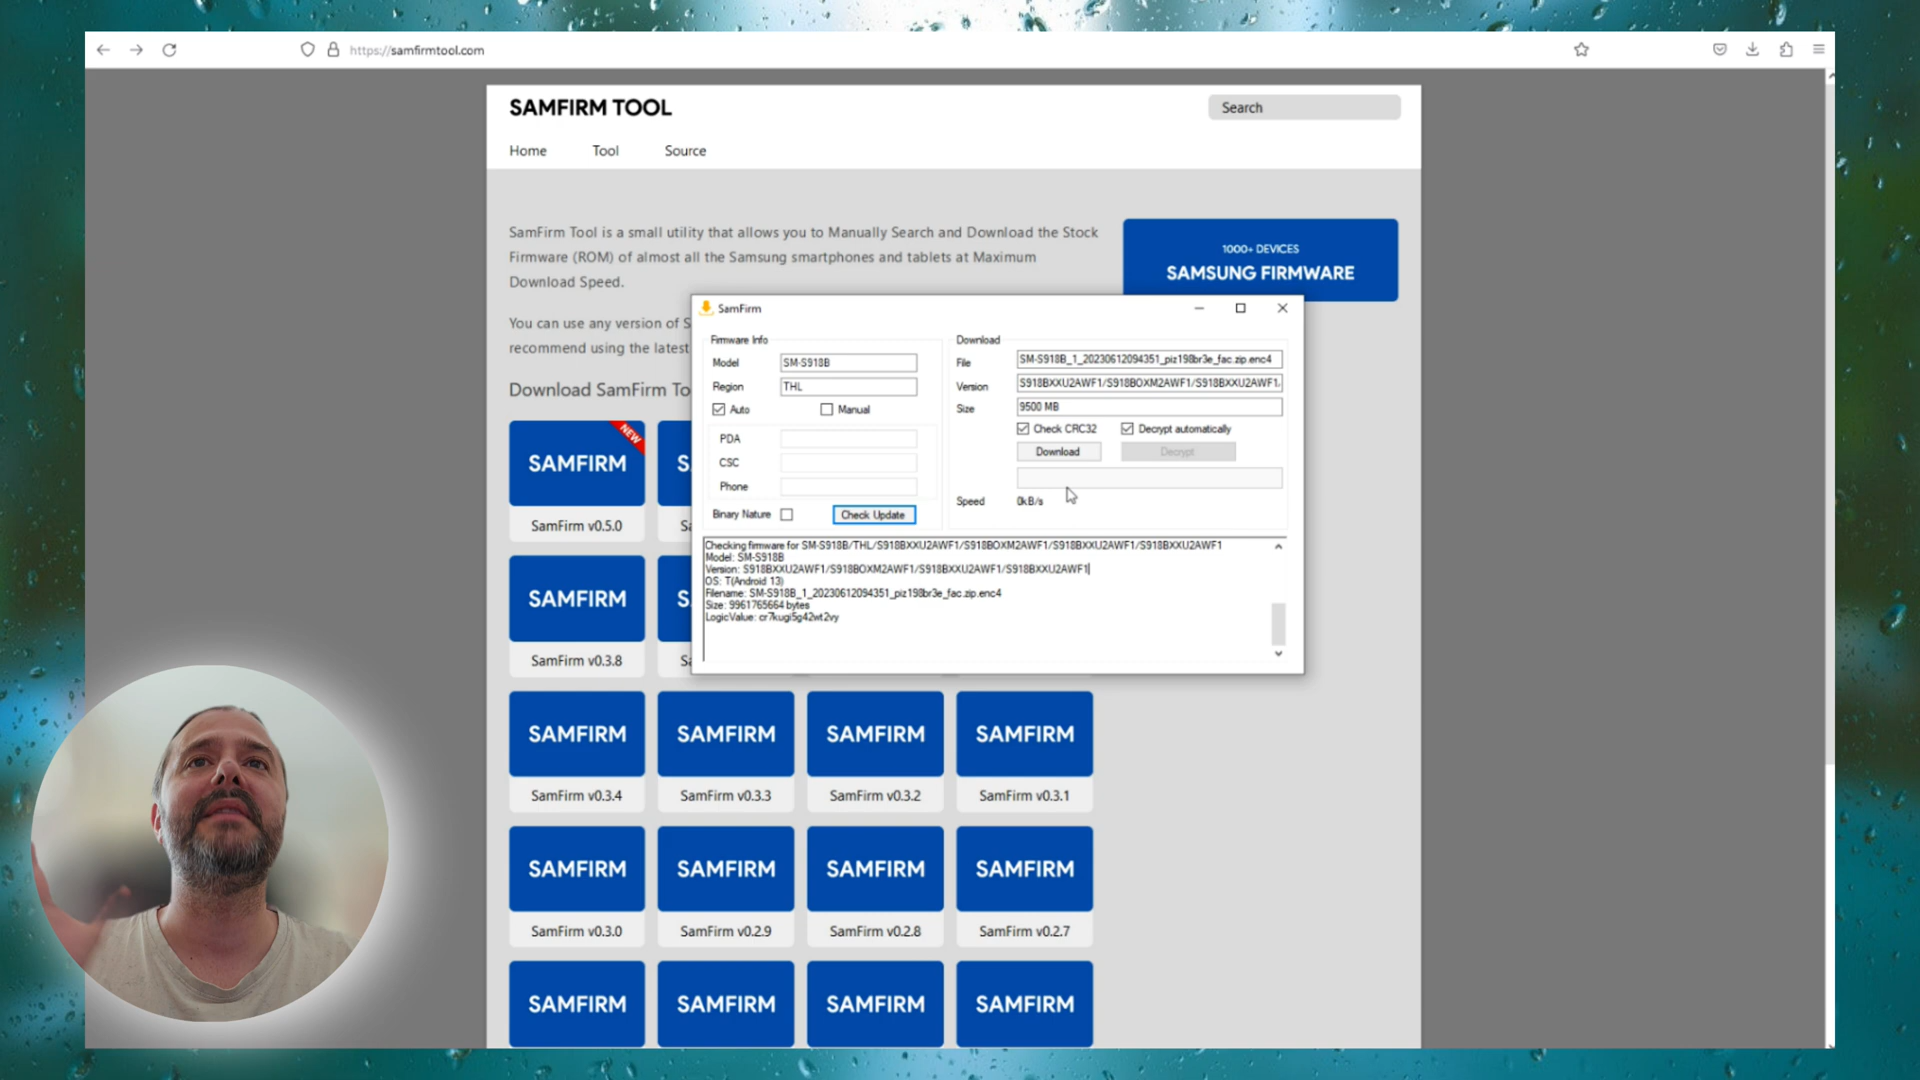 https://samfirmtool.com
SAMFIRM TOOL
Search
Home
Tool
Source
SamFirm Tool is a small utility that allows you to Manually Search and Download the Stock
Firmware (ROM) of almost all the Samsung smartphones and tablets at Maximum
Download Speed.
1000+ DEVICES
SAMSUNG FIRMWARE
You can use any version of S
recommend using the latest
Download SamFirm To
SamFirm
Firmware Info
Model
SM-S918B
Region
THL
Auto
Manual
PDA
CSC
Phone
Binary Nature
Check Update
Download
File
SM-S918B_1_20230612094351_piz198br3e_fac.zip.enc4
Version
S918BXXU2AWF1/S918BOXM2AWF1/S918BXXU2AWF1
Size
9500 MB
Check CRC32
Decrypt automatically
Download
Decrypt
Speed
0kB/s
Checking firmware for SM-S918B/THL/S918BXXU2AWF1/S918BOXM2AWF1/S918BXXU2AWF1/S918BXXU2AWF1
Model: SM-S918B
Version: S918BXXU2AWF1/S918BOXM2AWF1/S918BXXU2AWF1/S918BXXU2AWF1
OS: T(Android 13)
Filename: SM-S918B_1_20230612094351_piz198br3e_fac.zip.enc4
Size: 9961765664 bytes
LogicValue: cr7kugi5g42wt2vy
NEW
SAMFIRM
S
SamFirm v0.5.0
Sa
SAMFIRM
S
SamFirm v0.3.8
Sa
SAMFIRM
SAMFIRM
SAMFIRM
SAMFIRM
SamFirm v0.3.4
SamFirm v0.3.3
SamFirm v0.3.2
SamFirm v0.3.1
SAMFIRM
SAMFIRM
SAMFIRM
SAMFIRM
SamFirm v0.3.0
SamFirm v0.2.9
SamFirm v0.2.8
SamFirm v0.2.7
SAMFIRM
SAMFIRM
SAMFIRM
SAMFIRM